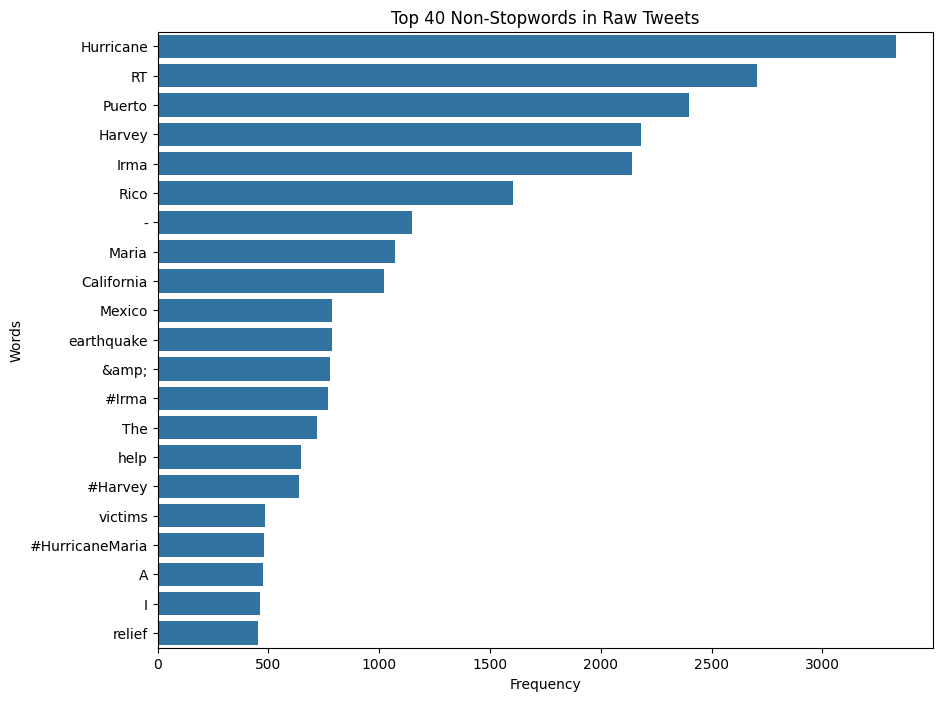 Top 40 Non-Stopwords in Raw Tweets
Hurricane
RT
Puerto
Harvey
Irma
Rico
-
Maria
California
Mexico
earthquake
&amp;
#Irma
The
help
#Harvey
victims
#HurricaneMaria
A
I
relief
Words
0 500 1000 1500 2000 2500 3000
Frequency